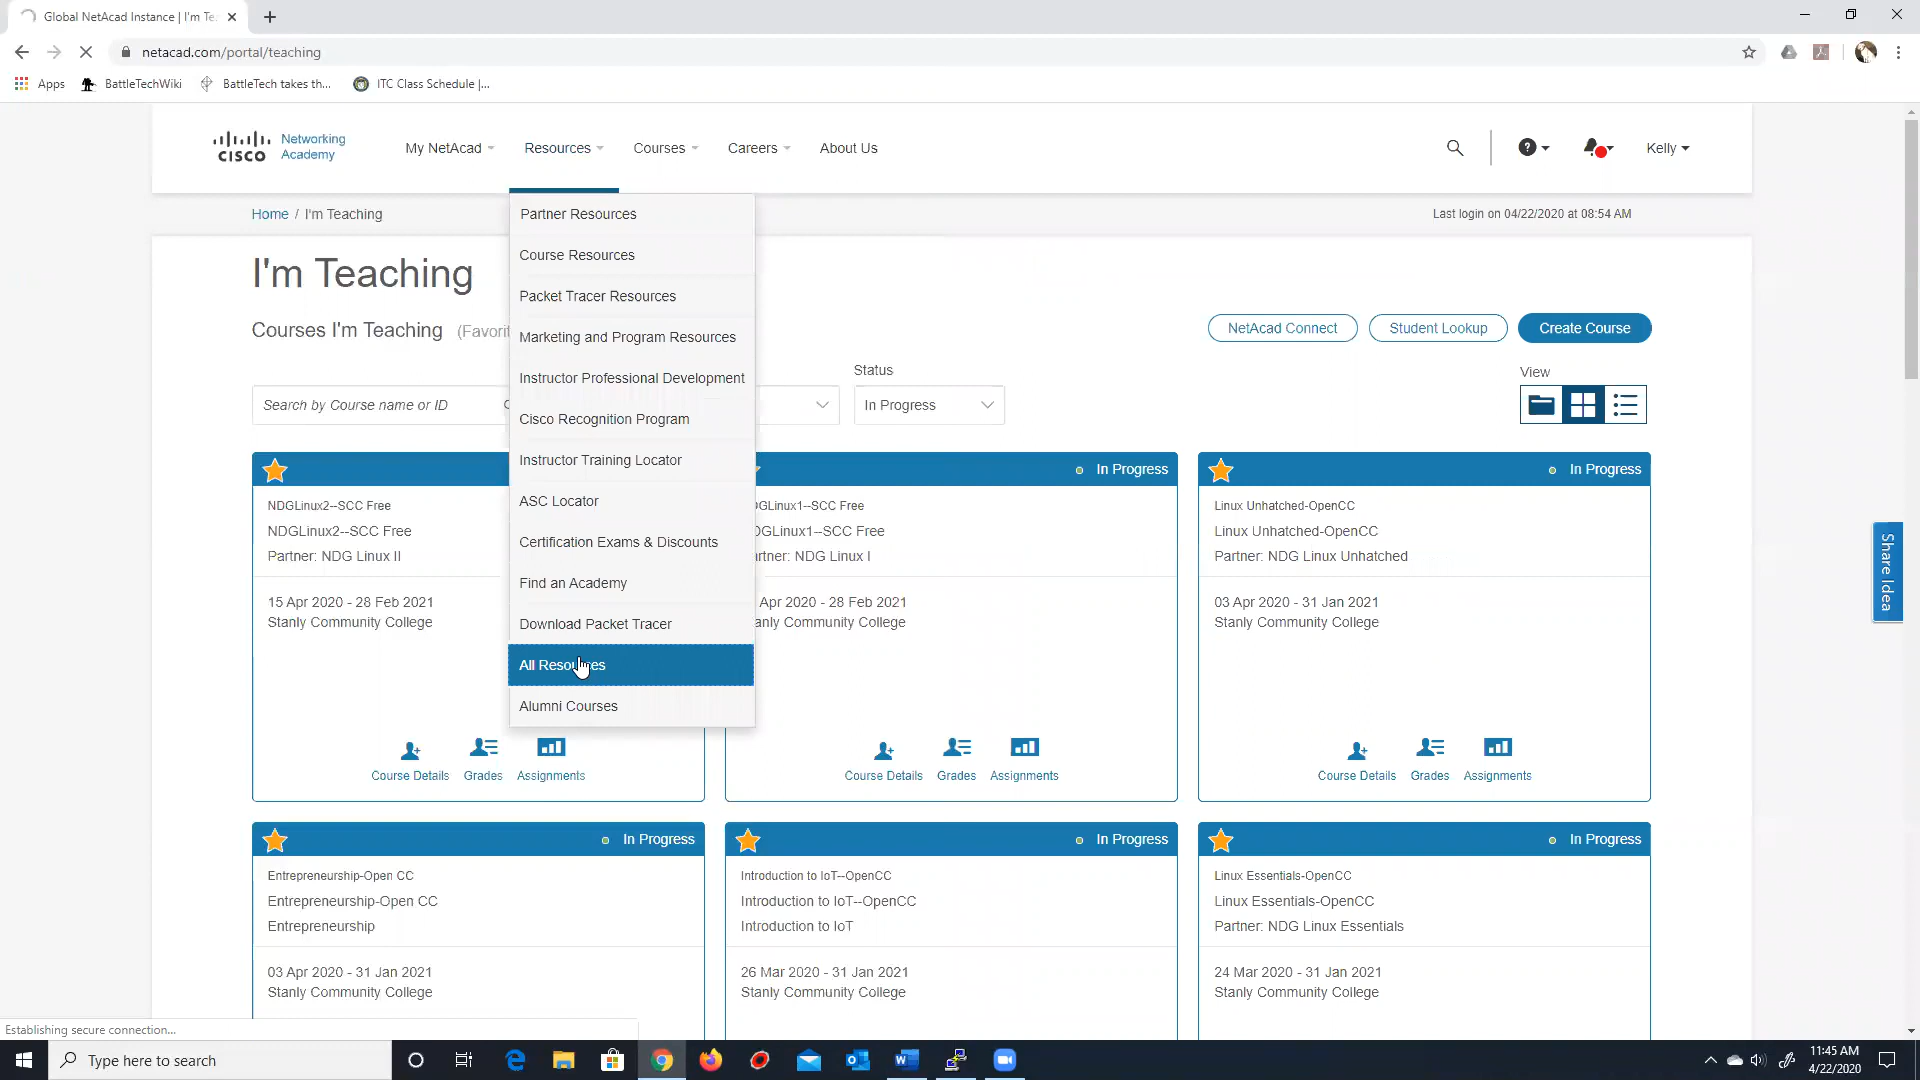 Global NetAcad Instance | I'm Te
netacad.com/portal/teaching
Apps
BattleTechWiki
BattleTech takes th...
ITC Class Schedule |...
CISCO
Networking
Academy
My NetAcad
Resources
Courses
Careers
About Us
Kelly
Home / I'm Teaching
Last login on 04/22/2020 at 08:54 AM
Partner Resources
Course Resources
Packet Tracer Resources
Marketing and Program Resources
Instructor Professional Development
Cisco Recognition Program
Instructor Training Locator
ASC Locator
Certification Exams & Discounts
Find an Academy
Download Packet Tracer
All Resources
Alumni Courses
I'm Teaching
Courses I'm Teaching
NetAcad Connect
Student Lookup
Create Course
Search by Course name or ID
Status
In Progress
View
NDGLinux2--SCC Free
NDGLinux2--SCC Free
Partner: NDG Linux II
15 Apr 2020 - 28 Feb 2021
Stanly Community College
Course Details
Grades
Assignments
In Progress
SCC Free
SCC Free
NDG Linux I
Apr 2020 - 28 Feb 2021
Community College
Course Details
Grades
Assignments
In Progress
Linux Unhatched-OpenCC
Linux Unhatched-OpenCC
Partner: NDG Linux Unhatched
03 Apr 2020 - 31 Jan 2021
Stanly Community College
Course Details
Grades
Assignments
Share Idea
In Progress
Entrepreneurship-Open CC
Entrepreneurship-Open CC
Entrepreneurship
03 Apr 2020 - 31 Jan 2021
Stanly Community College
In Progress
Introduction to IoT--OpenCC
Introduction to IoT--OpenCC
Introduction to IoT
26 Mar 2020 - 31 Jan 2021
Stanly Community College
In Progress
Linux Essentials-OpenCC
Linux Essentials-OpenCC
Partner: NDG Linux Essentials
24 Mar 2020 - 31 Jan 2021
Stanly Community College
Establishing secure connection...
Type here to search
11:45 AM
4/22/2020